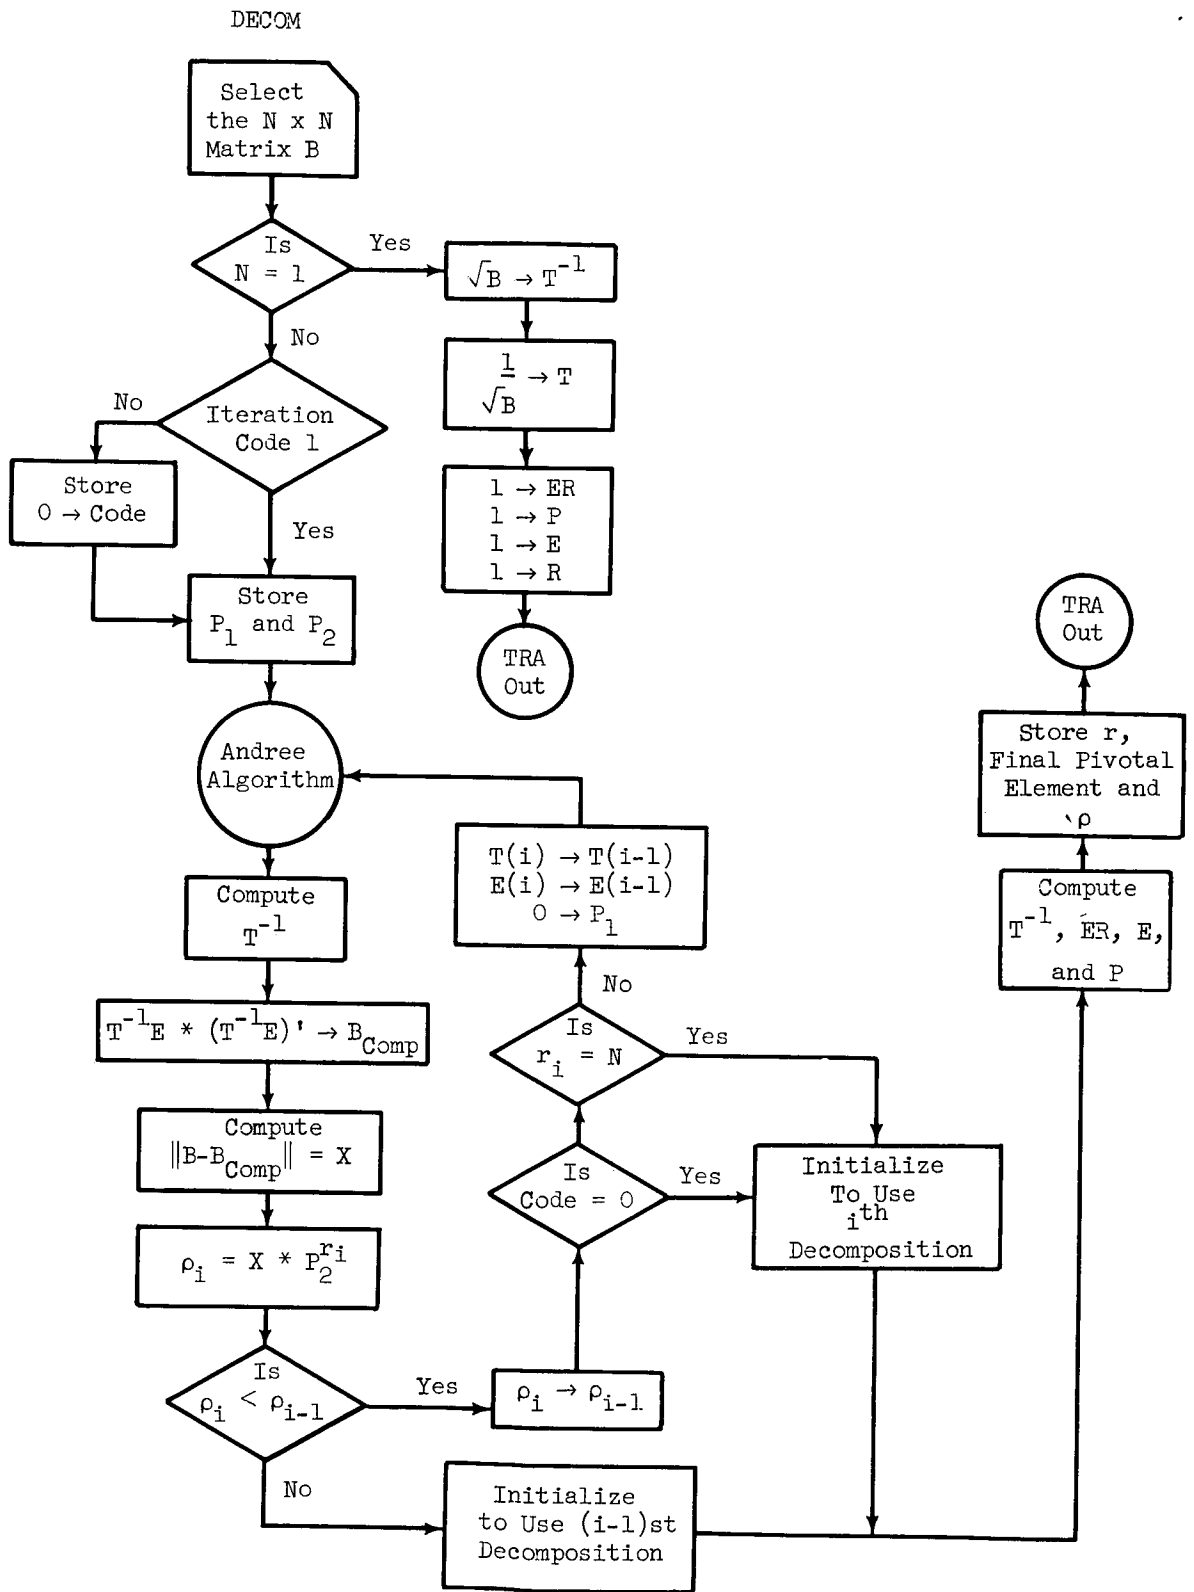 DECOM
Select
the N x N
Matrix B
Is
N = 1
Yes
√B → T⁻¹
No
1/√B → T
Iteration
Code 1
No
Store
0 → Code
Yes
1 → ER
1 → P
1 → E
1 → R
Store
P₁ and P₂
TRA
Out
TRA
Out
Andree
Algorithm
Store r,
Final Pivotal
Element and
ρ
T(i) → T(i-1)
E(i) → E(i-1)
0 → P₁
Compute
T⁻¹
Compute
T⁻¹, ER, E,
and P
No
T⁻¹E * (T⁻¹E)' → B_Comp
Is
rᵢ = N
Yes
Compute
||B-B_Comp|| = X
Is
Code = 0
Yes
Initialize
To Use
iᵗʰ
Decomposition
ρᵢ = X * P₂^rᵢ
Is
ρᵢ < ρᵢ₋₁
Yes
ρᵢ → ρᵢ₋₁
No
Initialize
to Use (i-1)st
Decomposition